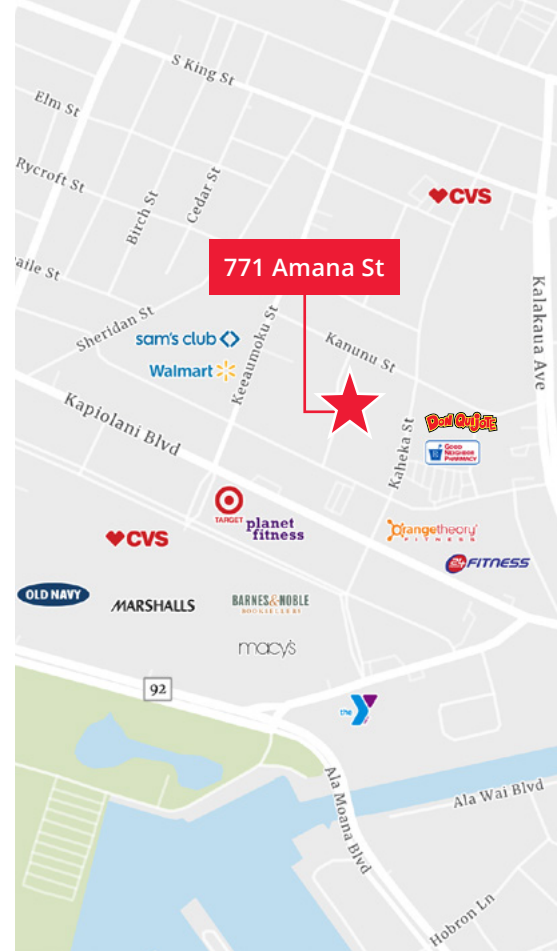 S King St
Elm St
Rycroft St
Cedar St
Birch St
CVS
771 Amana St
aile St
Kalakaua Ave
Sheridan St
sam's club
Walmart
Keeaumoku St
Kanunu St
Kapiolani Blvd
DON QUIJOTE
Kaheka St
GOOD
NEIGHBOR
PHARMACY
TARGET
planet
fitness
CVS
Orangetheory
FITNESS
24 FITNESS
OLD NAVY
MARSHALLS
BARNES&NOBLE
BOOKSELLERS
macy's
92
the Y
Ala Moana Blvd
Ala Wai Blvd
Hobron Ln